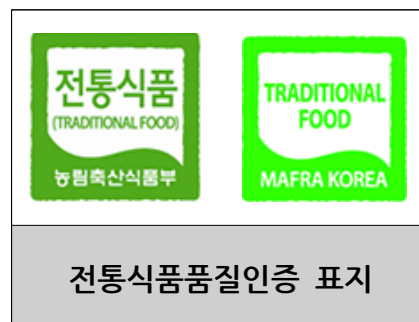 전통식품
(TRADITIONAL FOOD)
농림축산식품부
TRADITIONAL
FOOD
MAFRA KOREA
전통식품품질인증 표지